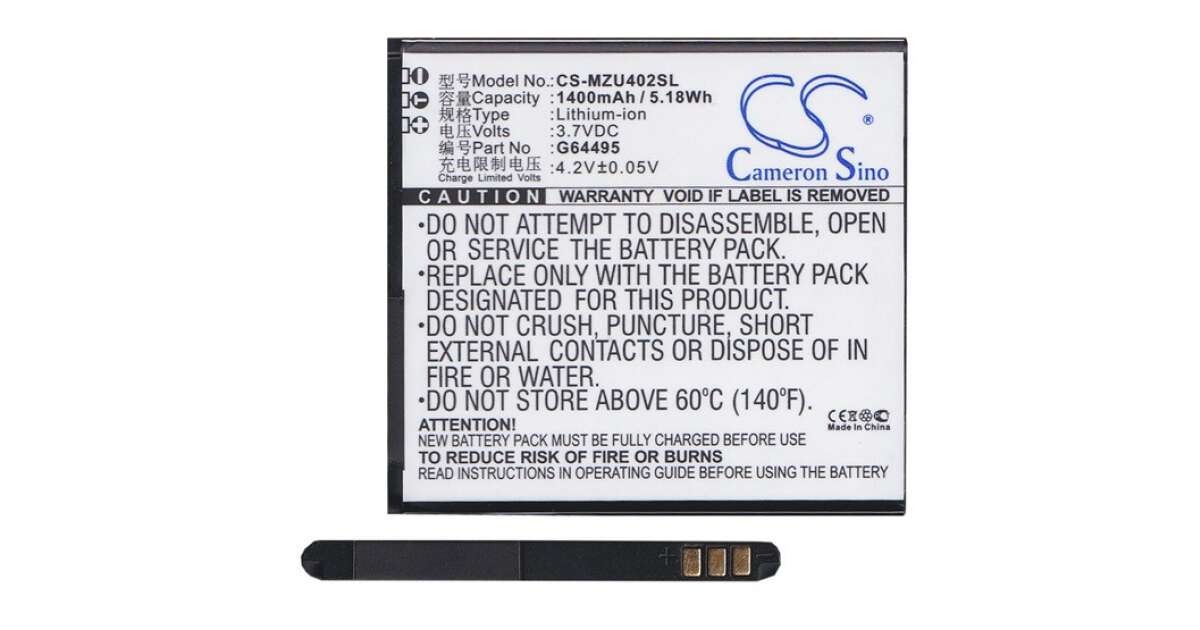 型号Model No.:CS-MZU402SL
容量Capacity :1400mAh / 5.18Wh
规格Type :Lithium-ion
电压Volts :3.7VDC
编号Part No :G64495
充电限制电压 :4.2V±0.05V
Charge Limited Volts
®
Cameron Sino
CAUTION WARRANTY VOID IF LABEL IS REMOVED
•DO NOT ATTEMPT TO DISASSEMBLE, OPEN
OR SERVICE THE BATTERY PACK.
•REPLACE ONLY WITH THE BATTERY PACK
DESIGNATED FOR THIS PRODUCT.
•DO NOT CRUSH, PUNCTURE, SHORT
EXTERNAL CONTACTS OR DISPOSE OF IN
FIRE OR WATER.
•DO NOT STORE ABOVE 60ºC (140ºF).
ATTENTION!
NEW BATTERY PACK MUST BE FULLY CHARGED BEFORE USE
TO REDUCE RISK OF FIRE OR BURNS
READ INSTRUCTIONS IN OPERATING GUIDE BEFORE USING THE BATTERY
CE
Made In China
+ −